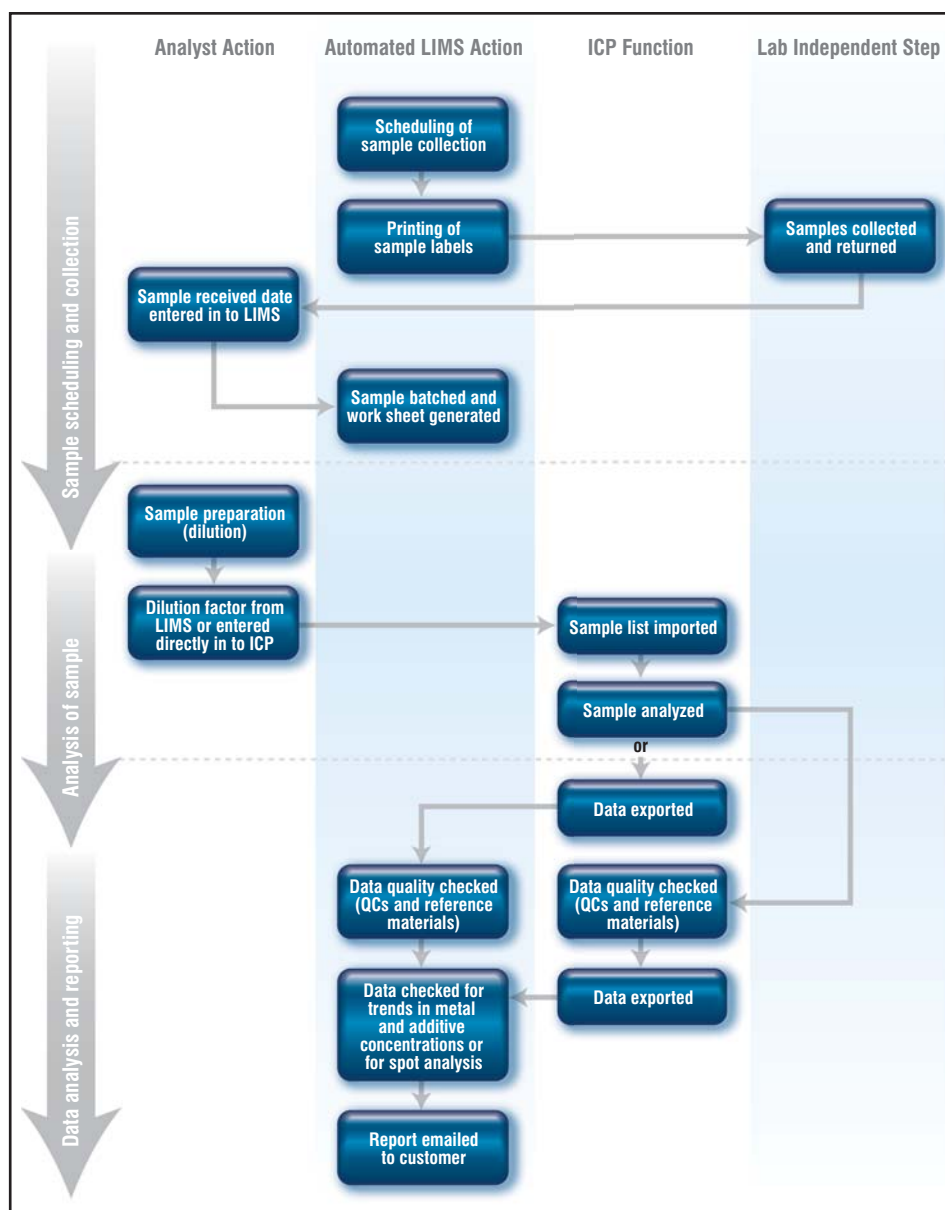 Analyst Action
Automated LIMS Action
ICP Function
Lab Independent Step
Sample scheduling and collection
Scheduling of
sample collection
Printing of
sample labels
Samples collected
and returned
Sample received date
entered in to LIMS
Sample batched and
work sheet generated
Analysis of sample
Sample preparation
(dilution)
Dilution factor from
LIMS or entered
directly in to ICP
Sample list imported
Sample analyzed
or
Data exported
Data analysis and reporting
Data quality checked
(QCs and reference
materials)
Data quality checked
(QCs and reference
materials)
Data checked for
trends in metal
and additive
concentrations or
for spot analysis
Data exported
Report emailed
to customer